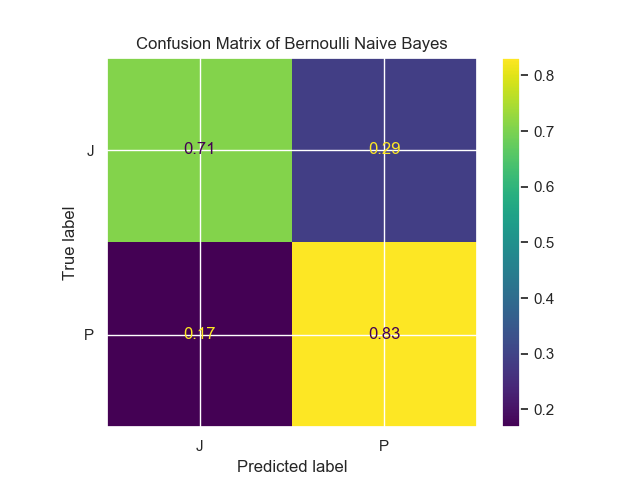 Confusion Matrix of Bernoulli Naive Bayes
True label
J
0.71
0.29
P
0.17
0.83
J
P
Predicted label
0.8
0.7
0.6
0.5
0.4
0.3
0.2